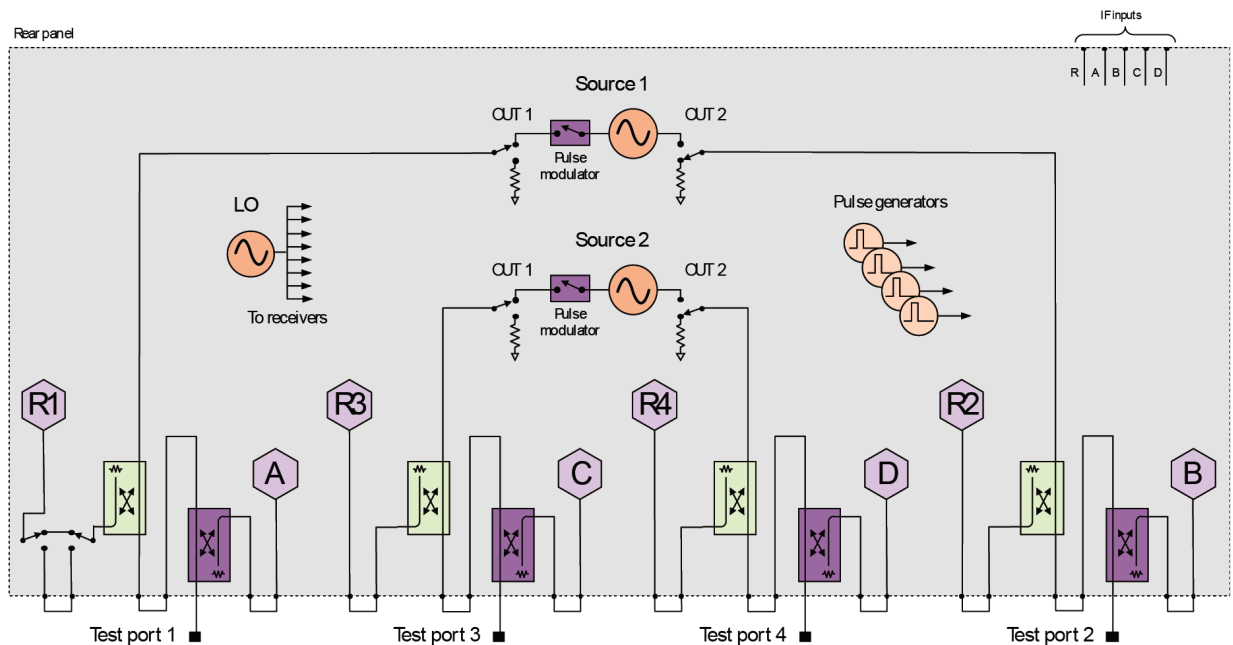 IF inputs
Rear panel
R A B C D
Source 1
OUT 1
OUT 2
Pulse
modulator
LO
Pulse generators
Source 2
OUT 1
OUT 2
Pulse
modulator
To receivers
R1
R3
R4
R2
A
C
D
B
Test port 1
Test port 3
Test port 4
Test port 2